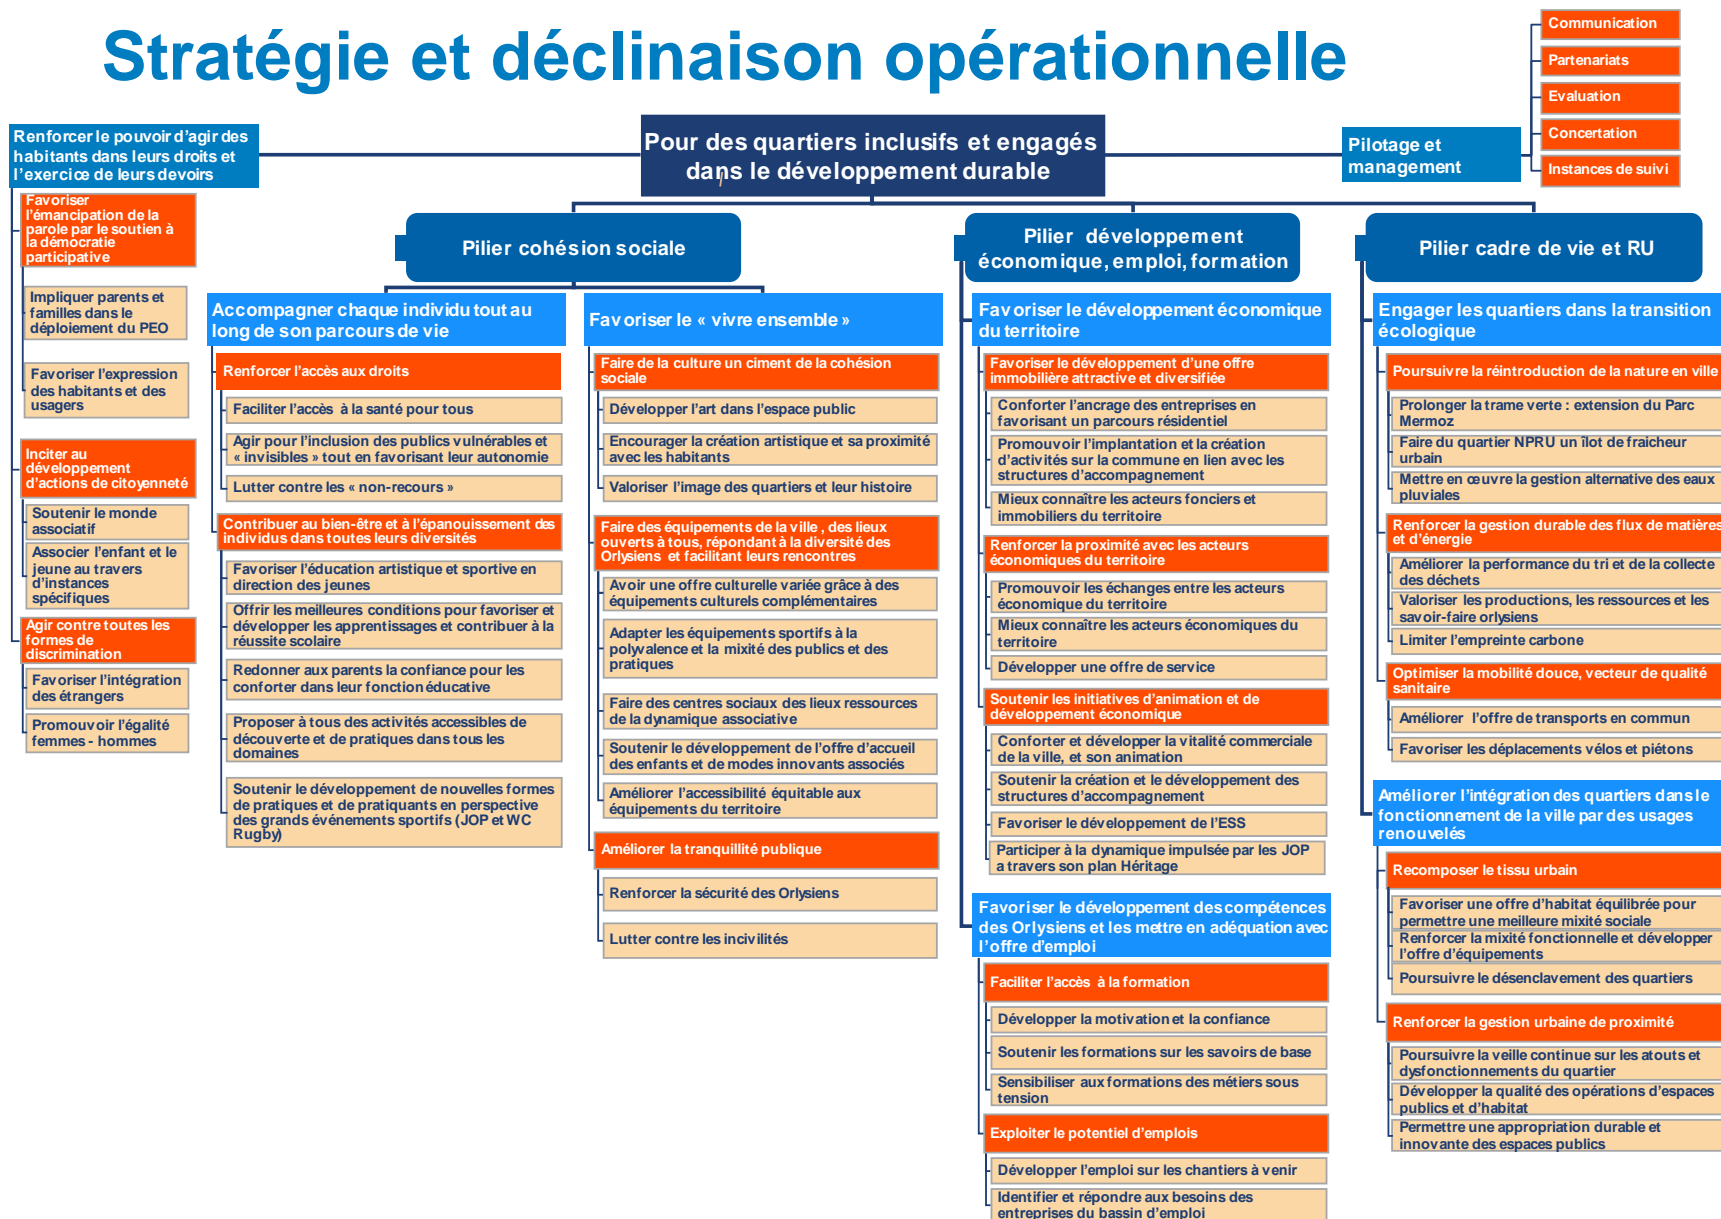 Stratégie et déclinaison opérationnelle
Communication
Partenariats
Evaluation
Concertation
Instances de suivi
Pilotage et
management
Pour des quartiers inclusifs et engagés
dans le développement durable
Renforcer le pouvoir d'agir des
habitants dans leurs droits et
l'exercice de leurs devoirs
Favoriser
l'émancipation de la
parole par le soutien à
la démocratie
participative
Impliquer parents et
familles dans le
déploiement du PEO
Favoriser l'expression
des habitants et des
usagers
Inciter au
développement
d'actions de citoyenneté
Soutenir le monde
associatif
Associer l'enfant et le
jeune au travers
d'instances
spécifiques
Agir contre toutes les
formes de
discrimination
Favoriser l'intégration
des étrangers
Promouvoir l'égalité
femmes - hommes
Pilier cohésion sociale
Accompagner chaque individu tout au
long de son parcours de vie
Renforcer l'accès aux droits
Faciliter l'accès à la santé pour tous
Agir pour l'inclusion des publics vulnérables et
« invisibles » tout en favorisant leur autonomie
Lutter contre les « non-recours »
Contribuer au bien-être et à l'épanouissement des
individus dans toutes leurs diversités
Favoriser l'éducation artistique et sportive en
direction des jeunes
Offrir les meilleures conditions pour favoriser et
développer les apprentissages et contribuer à la
réussite scolaire
Redonner aux parents la confiance pour les
conforter dans leur fonction éducative
Proposer à tous des activités accessibles de
découverte et de pratiques dans tous les
domaines
Soutenir le développement de nouvelles formes
de pratiques et de pratiquants en perspective
des grands événements sportifs (JOP et WC
Rugby)
Favoriser le « vivre ensemble »
Faire de la culture un ciment de la cohésion
sociale
Développer l'art dans l'espace public
Encourager la création artistique et sa proximité
avec les habitants
Valoriser l'image des quartiers et leur histoire
Faire des équipements de la ville , des lieux
ouverts à tous, répondant à la diversité des
Orlysiens et facilitant leurs rencontres
Avoir une offre culturelle variée grâce à des
équipements culturels complémentaires
Adapter les équipements sportifs à la
polyvalence et la mixité des publics et des
pratiques
Faire des centres sociaux des lieux ressources
de la dynamique associative
Soutenir le développement de l'offre d'accueil
des enfants et de modes innovants associés
Améliorer l'accessibilité équitable aux
équipements du territoire
Améliorer la tranquillité publique
Renforcer la sécurité des Orlysiens
Lutter contre les incivilités
Pilier développement
économique, emploi, formation
Favoriser le développement économique
du territoire
Favoriser le développement d'une offre
immobilière attractive et diversifiée
Conforter l'ancrage des entreprises en
favorisant un parcours résidentiel
Promouvoir l'implantation et la création
d'activités sur la commune en lien avec les
structures d'accompagnement
Mieux connaître les acteurs fonciers et
immobiliers du territoire
Renforcer la proximité avec les acteurs
économiques du territoire
Promouvoir les échanges entre les acteurs
économique du territoire
Mieux connaître les acteurs économiques du
territoire
Développer une offre de service
Soutenir les initiatives d'animation et de
développement économique
Conforter et développer la vitalité commerciale
de la ville, et son animation
Soutenir la création et le développement des
structures d'accompagnement
Favoriser le développement de l'ESS
Participer à la dynamique impulsée par les JOP
a travers son plan Héritage
Favoriser le développement des compétences
des Orlysiens et les mettre en adéquation avec
l'offre d'emploi
Faciliter l'accès à la formation
Développer la motivation et la confiance
Soutenir les formations sur les savoirs de base
Sensibiliser aux formations des métiers sous
tension
Exploiter le potentiel d'emplois
Développer l'emploi sur les chantiers à venir
Identifier et répondre aux besoins des
entreprises du bassin d'emploi
Pilier cadre de vie et RU
Engager les quartiers dans la transition
écologique
Poursuivre la réintroduction de la nature en ville
Prolonger la trame verte : extension du Parc
Mermoz
Faire du quartier NPRU un îlot de fraicheur
urbain
Mettre en œuvre la gestion alternative des eaux
pluviales
Renforcer la gestion durable des flux de matières
et d'énergie
Améliorer la performance du tri et de la collecte
des déchets
Valoriser les productions, les ressources et les
savoir-faire orlysiens
Limiter l'empreinte carbone
Optimiser la mobilité douce, vecteur de qualité
sanitaire
Améliorer l'offre de transports en commun
Favoriser les déplacements vélos et piétons
Améliorer l'intégration des quartiers dans le
fonctionnement de la ville par des usages
renouvelés
Recomposer le tissu urbain
Favoriser une offre d'habitat équilibrée pour
permettre une meilleure mixité sociale
Renforcer la mixité fonctionnelle et développer
l'offre d'équipements
Poursuivre le désenclavement des quartiers
Renforcer la gestion urbaine de proximité
Poursuivre la veille continue sur les atouts et
dysfonctionnements du quartier
Développer la qualité des opérations d'espaces
publics et d'habitat
Permettre une appropriation durable et
innovante des espaces publics